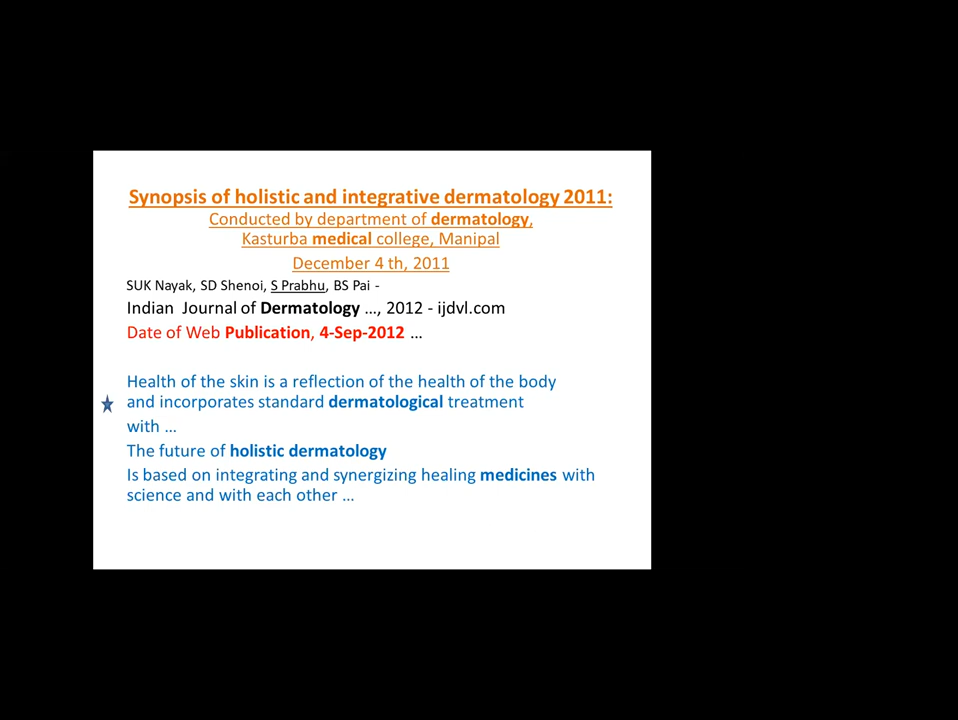 Synopsis of holistic and integrative dermatology 2011:
Conducted by department of dermatology,
Kasturba medical college, Manipal
December 4 th, 2011
SUK Nayak, SD Shenoi, S Prabhu, BS Pai -
Indian Journal of Dermatology …, 2012 - ijdvl.com
Date of Web Publication, 4-Sep-2012 …
Health of the skin is a reflection of the health of the body
and incorporates standard dermatological treatment
with …
The future of holistic dermatology
Is based on integrating and synergizing healing medicines with
science and with each other …